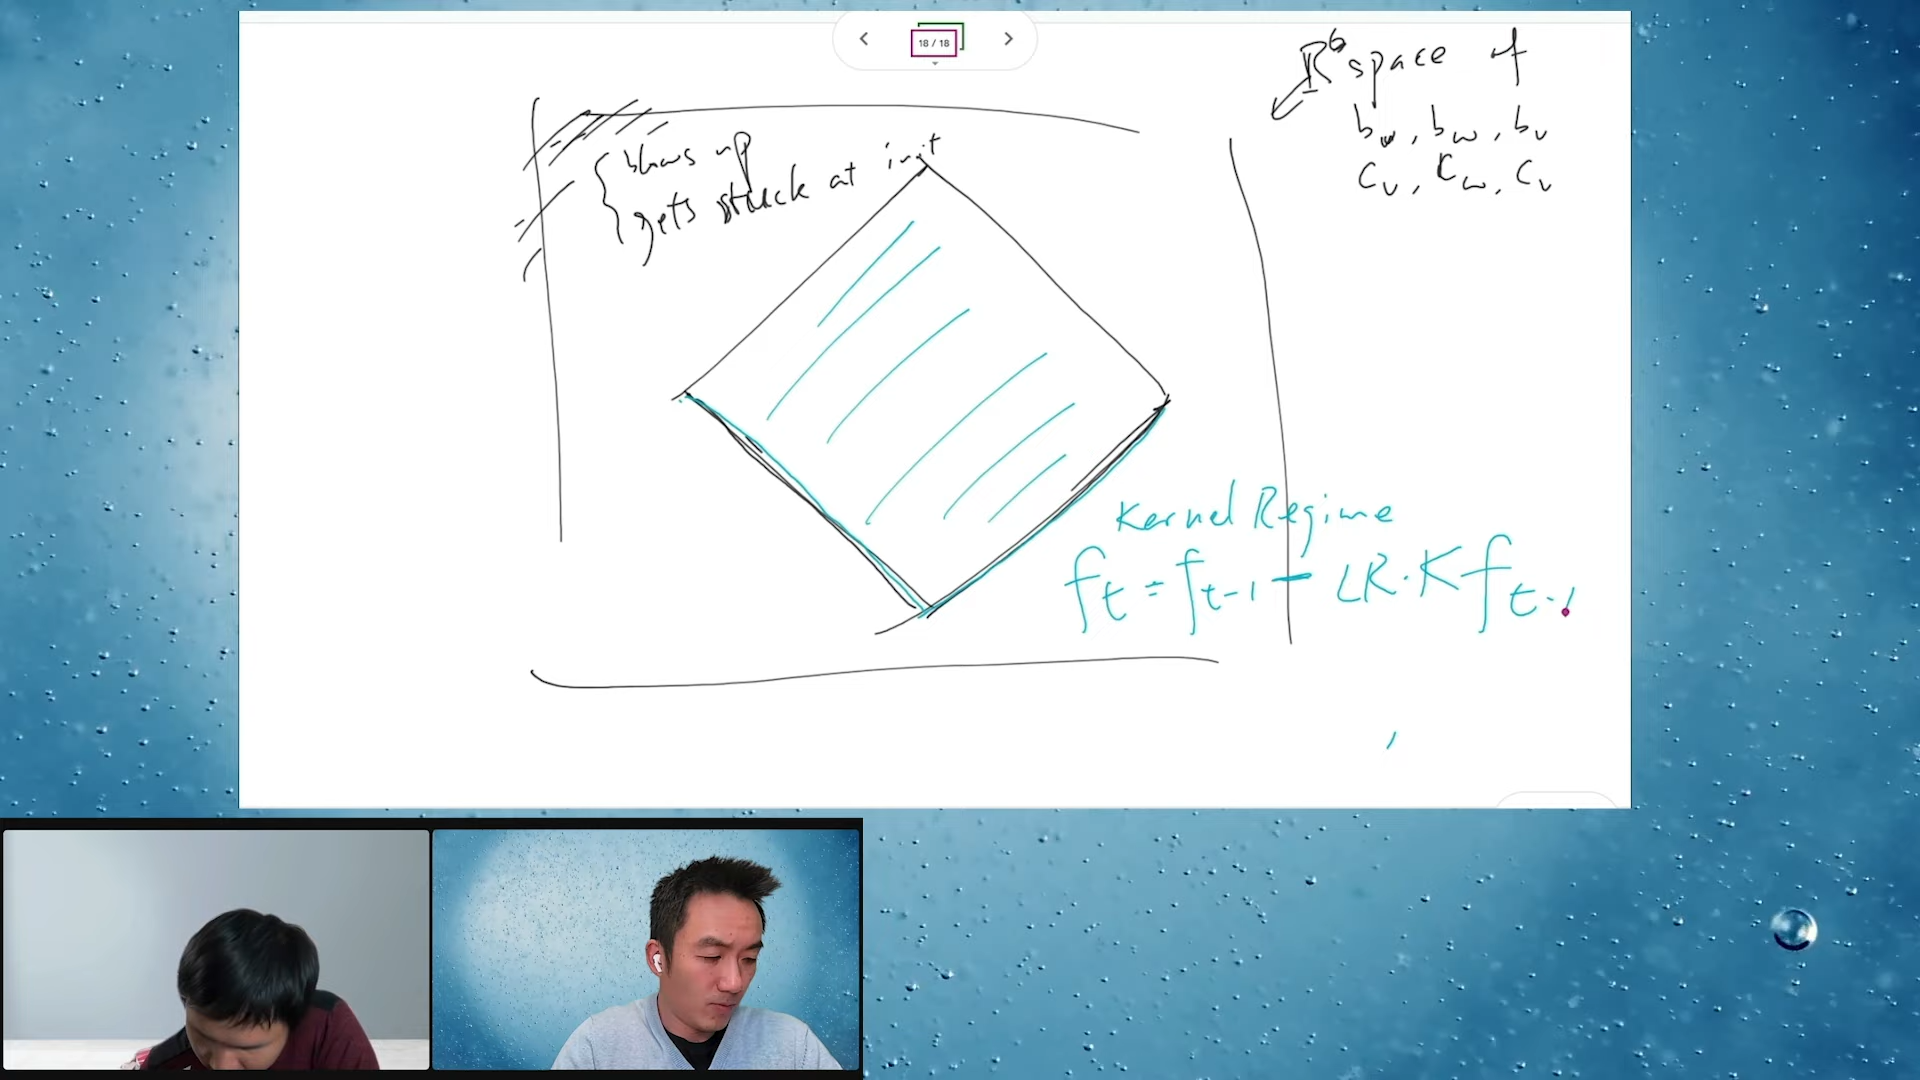 18 / 18
R⁶ space of
b_u, b_w, b_v
c_u, c_w, c_v
blows up
gets stuck at init
Kernel Regime
f_t = f_{t-1} - LR · K f_{t-1}